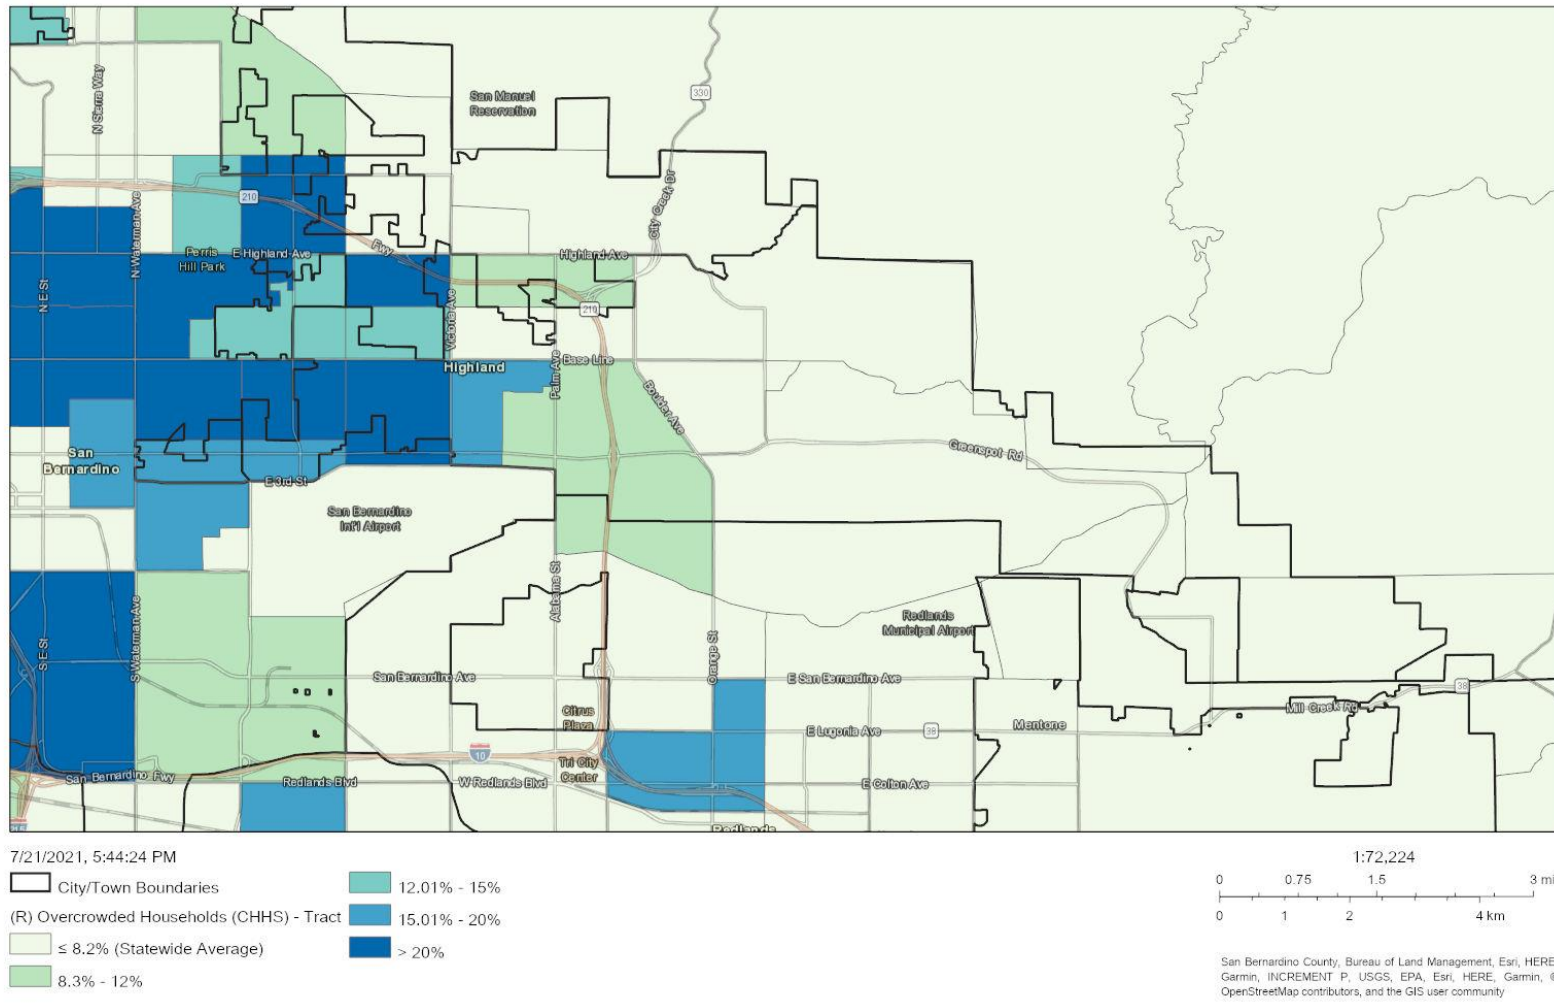 San Manuel
Reservation
330
N Sierra Way
City Creek Dr
210
N Waterman Ave
Perris
Hill Park
E Highland Ave
Fwy
Highland Ave
N E St
Victoria Ave
210
Base Line
Highland
Palm Ave
Boulder Ave
San
Bernardino
Greenspot Rd
E 3rd St
San Bernardino
Int'l Airport
Alabama St
S Waterman Ave
Redlands
Municipal Airport
S E St
Orange St
San Bernardino Ave
E San Bernardino Ave
38
Mill Creek Rd
Citrus
Plaza
Mentone
E Lugonia Ave
38
10
Tri City
Center
San Bernardino Fwy
Redlands Blvd
W Redlands Blvd
E Colton Ave
Redlands
7/21/2021, 5:44:24 PM
City/Town Boundaries
(R) Overcrowded Households (CHHS) - Tract
≤ 8.2% (Statewide Average)
8.3% - 12%
12.01% - 15%
15.01% - 20%
> 20%
1:72,224
0 0.75 1.5 3 mi
0 1 2 4 km
San Bernardino County, Bureau of Land Management, Esri, HERE
Garmin, INCREMENT P, USGS, EPA, Esri, HERE, Garmin, ©
OpenStreetMap contributors, and the GIS user community